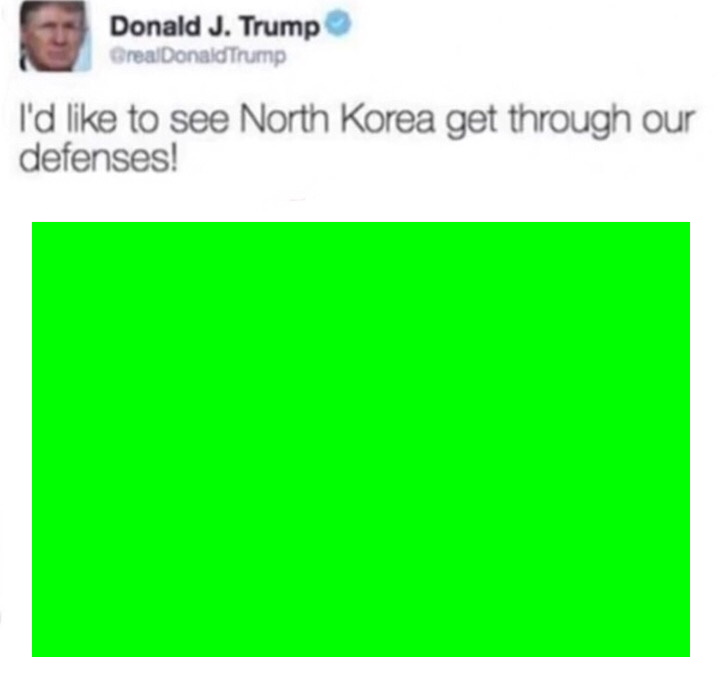 Donald J. Trump
@realDonaldTrump
I'd like to see North Korea get through our
defenses!